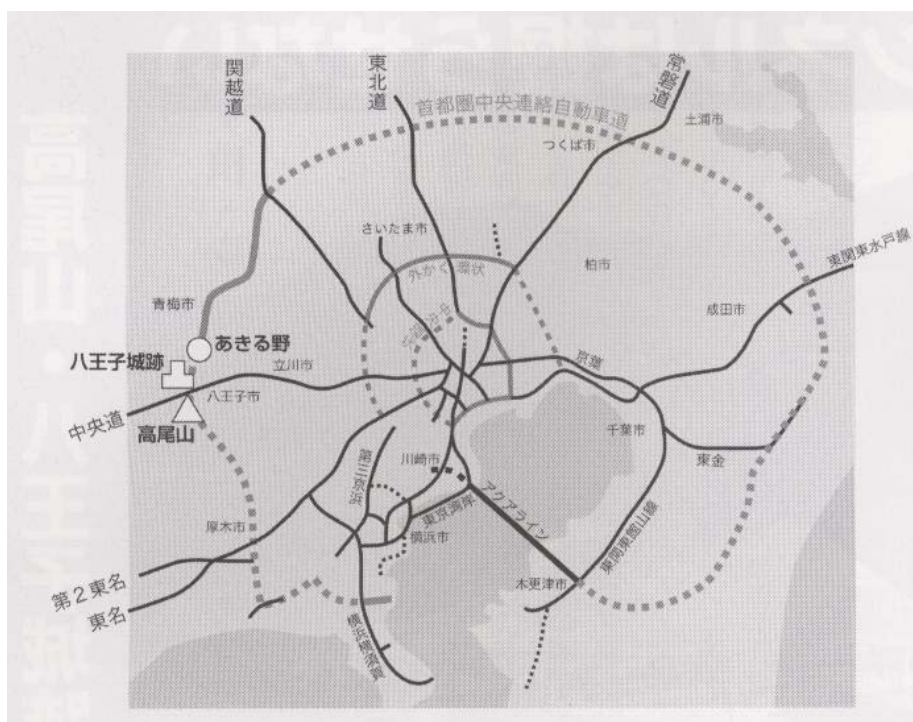 関越道
東北道
常磐道
首都圏中央連絡自動車道
土浦市
つくば市
さいたま市
外かく環状
柏市
東関東水戸線
成田市
青梅市
あきる野
八王子城跡
立川市
京葉
八王子市
中央道
高尾山
千葉市
川崎市
東金
第三京浜
アクアライン
東京湾岸
横浜市
東関東館山線
厚木市
木更津市
第2東名
東名
横浜横須賀